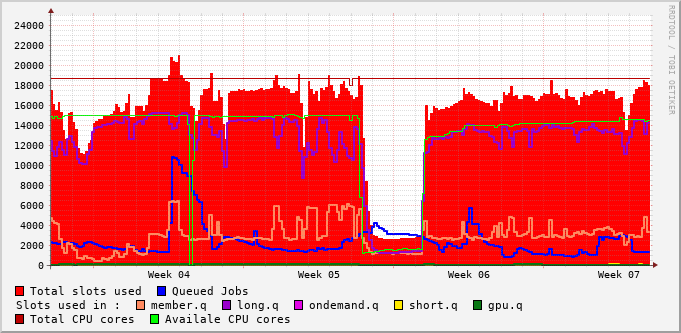 RRDTOOL / TOBI OETIKER
24000
22000
20000
18000
16000
14000
12000
10000
8000
6000
4000
2000
0
Week 04 Week 05 Week 06 Week 07
Total slots used Queued Jobs
Slots used in : member.q long.q ondemand.q short.q gpu.q
Total CPU cores Availale CPU cores